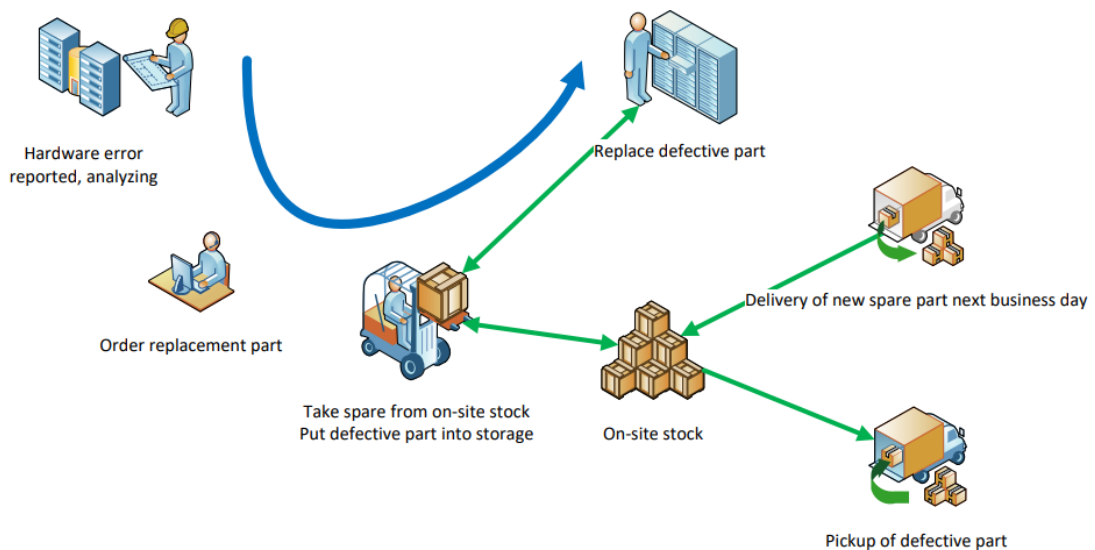 Hardware error
reported, analyzing
Replace defective part
Delivery of new spare part next business day
Order replacement part
Take spare from on-site stock
Put defective part into storage
On-site stock
Pickup of defective part